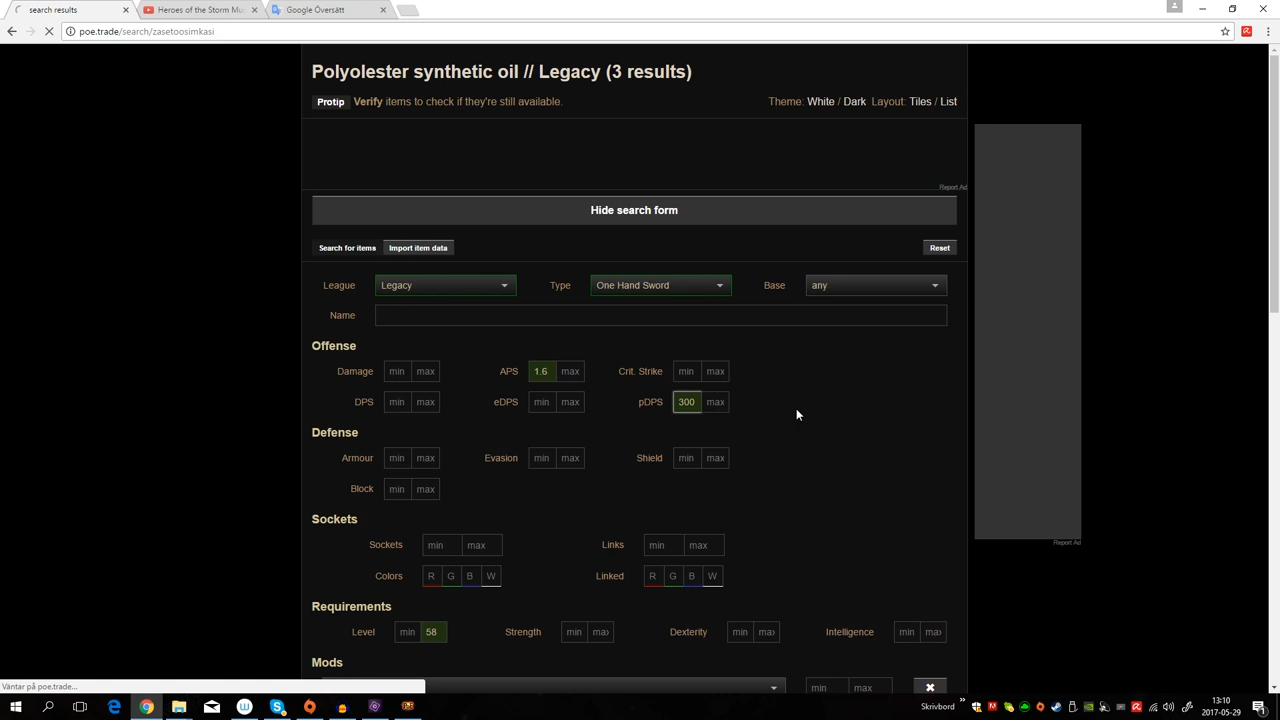 search results
Heroes of the Storm Mu
Google Översätt
poe.trade/search/zasetoosimkasi
Polyolester synthetic oil // Legacy (3 results)
Protip Verify items to check if they're still available.
Theme: White / Dark Layout: Tiles / List
Report Ad
Hide search form
Search for items Import item data Reset
League Legacy Type One Hand Sword Base any
Name
Offense
Damage min max APS 1.6 max Crit. Strike min max
DPS min max eDPS min max pDPS 300 max
Defense
Armour min max Evasion min max Shield min max
Block min max
Report Ad
Sockets
Sockets min max Links min max
Colors R G B W Linked R G B W
Requirements
Level min 58 Strength min max Dexterity min max Intelligence min max
Mods
min max
Väntar på poe.trade...
Skrivbord
13:10
2017-05-29